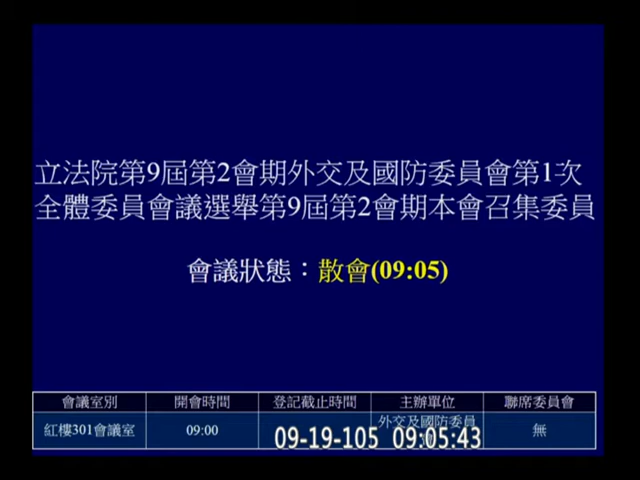 立法院第9屆第2會期外交及國防委員會第1次
全體委員會議選舉第9屆第2會期本會召集委員
會議狀態：散會(09:05)
會議室別 開會時間 登記截止時間 主辦單位 聯席委員會
紅樓301會議室 09:00 外交及國防委員 無
09-19-105 09:05:43